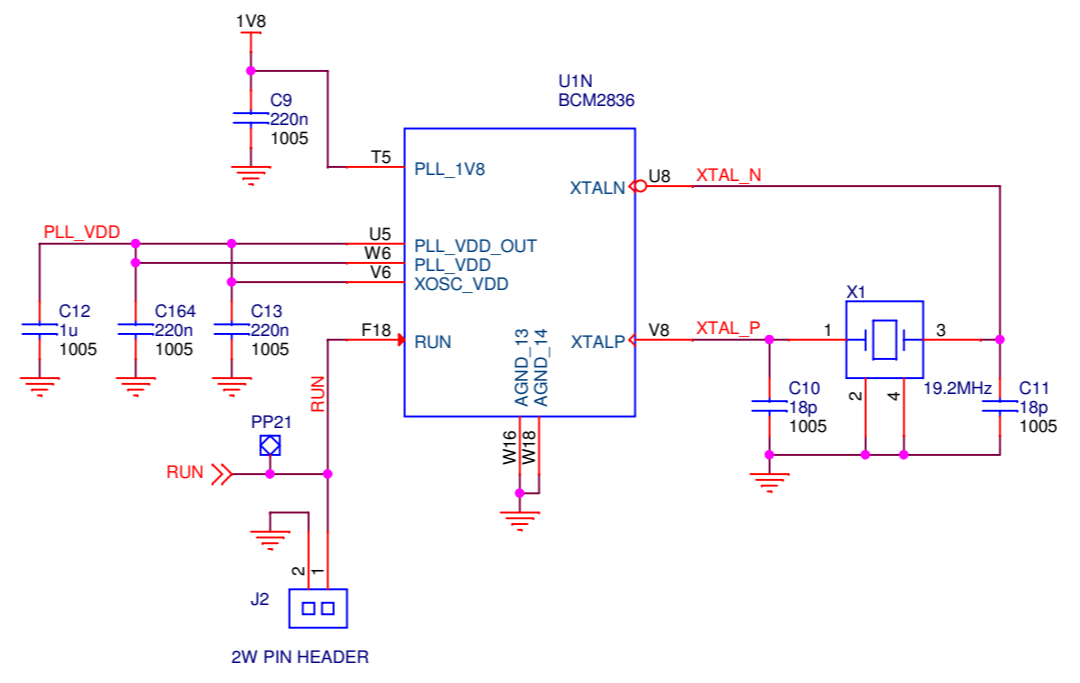 1V8
C9
220n
1005
U1N
BCM2836
T5
PLL_1V8
XTALN
U8
XTAL_N
PLL_VDD
U5
PLL_VDD_OUT
W6
PLL_VDD
V6
XOSC_VDD
C12
1u
1005
C164
220n
1005
C13
220n
1005
F18
RUN
AGND_13
AGND_14
XTALP
V8
XTAL_P
X1
1
3
2
4
19.2MHz
C10
18p
1005
C11
18p
1005
RUN
PP21
RUN
W16
W18
2
1
J2
2W PIN HEADER